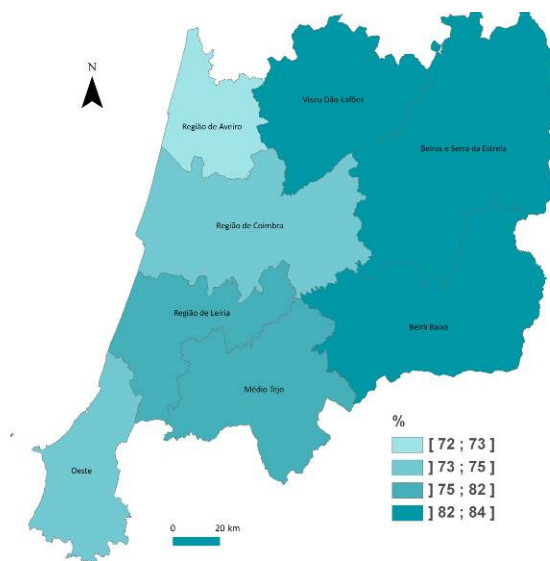 N
Viseu Dão-Lafões
Região de Aveiro
Beiras e Serra da Estrela
Região de Coimbra
Região de Leiria
Beira Baixa
Médio Tejo
Oeste
%
[ 72 ; 73 ]
] 73 ; 75 ]
] 75 ; 82 ]
] 82 ; 84 ]
0 20 km